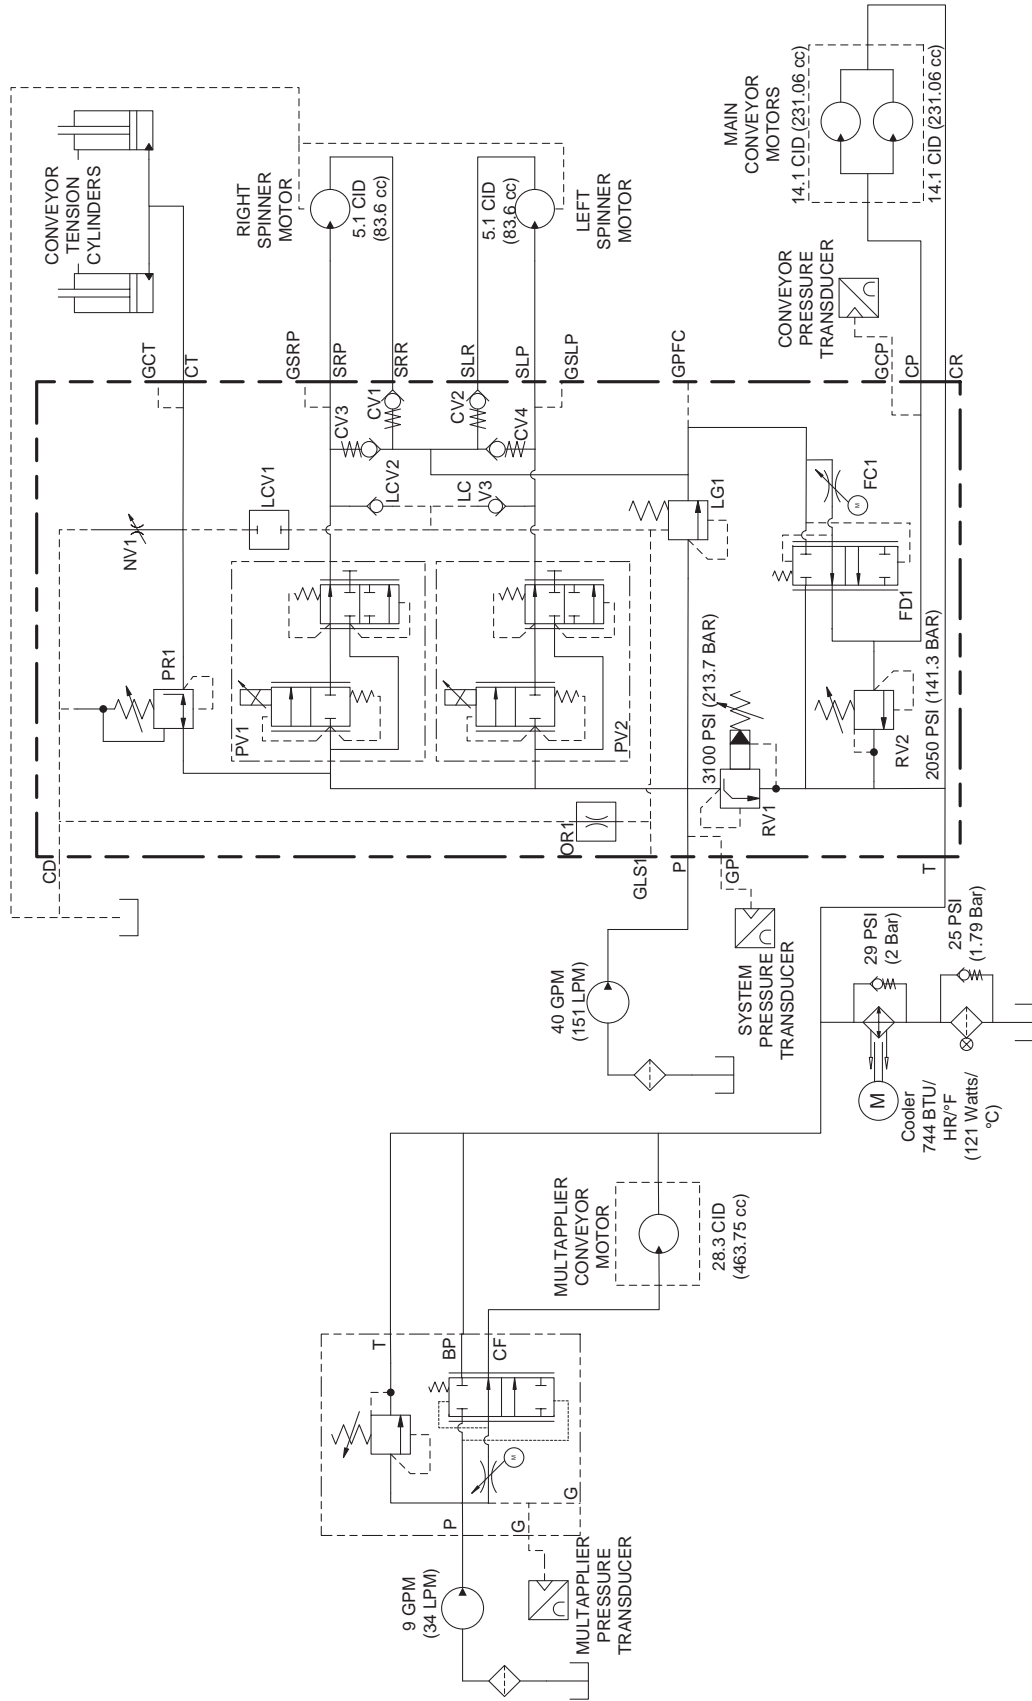 CONVEYOR
TENSION
CYLINDERS
RIGHT
SPINNER
MOTOR
5.1 CID
(83.6 cc)
5.1 CID
(83.6 cc)
LEFT
SPINNER
MOTOR
MAIN
CONVEYOR
MOTORS
14.1 CID (231.06 cc)
14.1 CID (231.06 cc)
CONVEYOR
PRESSURE
TRANSDUCER
GCT
CT
GSRP
SRP
SRR
SLR
SLP
GSLP
GPFC
GCP
CP
CR
CV3
CV1
CV2
CV4
NV1
LCV1
LCV2
LC
V3
LG1
FC1
M
PR1
PV1
PV2
3100 PSI (213.7 BAR)
RV1
FD1
RV2
2050 PSI (141.3 BAR)
OR1
CD
GLS1
P
GP
T
40 GPM
(151 LPM)
SYSTEM
PRESSURE
TRANSDUCER
29 PSI
(2 Bar)
25 PSI
(1.79 Bar)
M
Cooler
744 BTU/
HR/°F
(121 Watts/
°C)
MULTAPPLIER
CONVEYOR
MOTOR
28.3 CID
(463.75 cc)
T
BP
CF
M
P
G
G
9 GPM
(34 LPM)
MULTAPPLIER
PRESSURE
TRANSDUCER